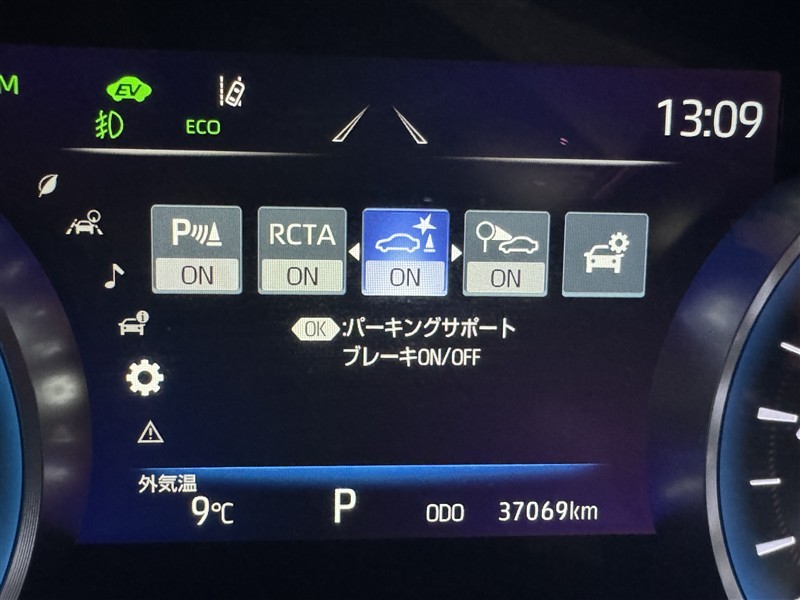 M
EV
13:09
ECO
P
RCTA
ON
ON
ON
ON
OK:パーキングサポート
ブレーキON/OFF
外気温
9℃
P
ODO
37069km